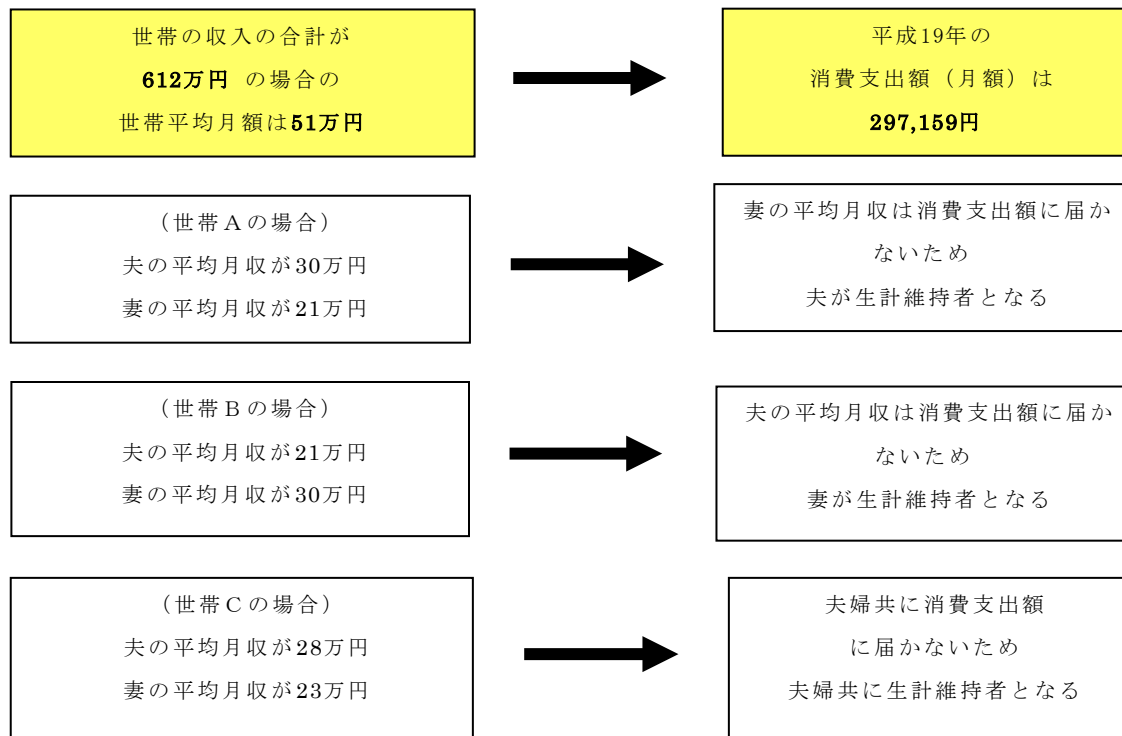 世帯の収入の合計が
612万円 の場合の
世帯平均月額は51万円
平成19年の
消費支出額（月額）は
297,159円
（世帯Ａの場合）
夫の平均月収が30万円
妻の平均月収が21万円
妻の平均月収は消費支出額に届か
ないため
夫が生計維持者となる
（世帯Ｂの場合）
夫の平均月収が21万円
妻の平均月収が30万円
夫の平均月収は消費支出額に届か
ないため
妻が生計維持者となる
（世帯Ｃの場合）
夫の平均月収が28万円
妻の平均月収が23万円
夫婦共に消費支出額
に届かないため
夫婦共に生計維持者となる